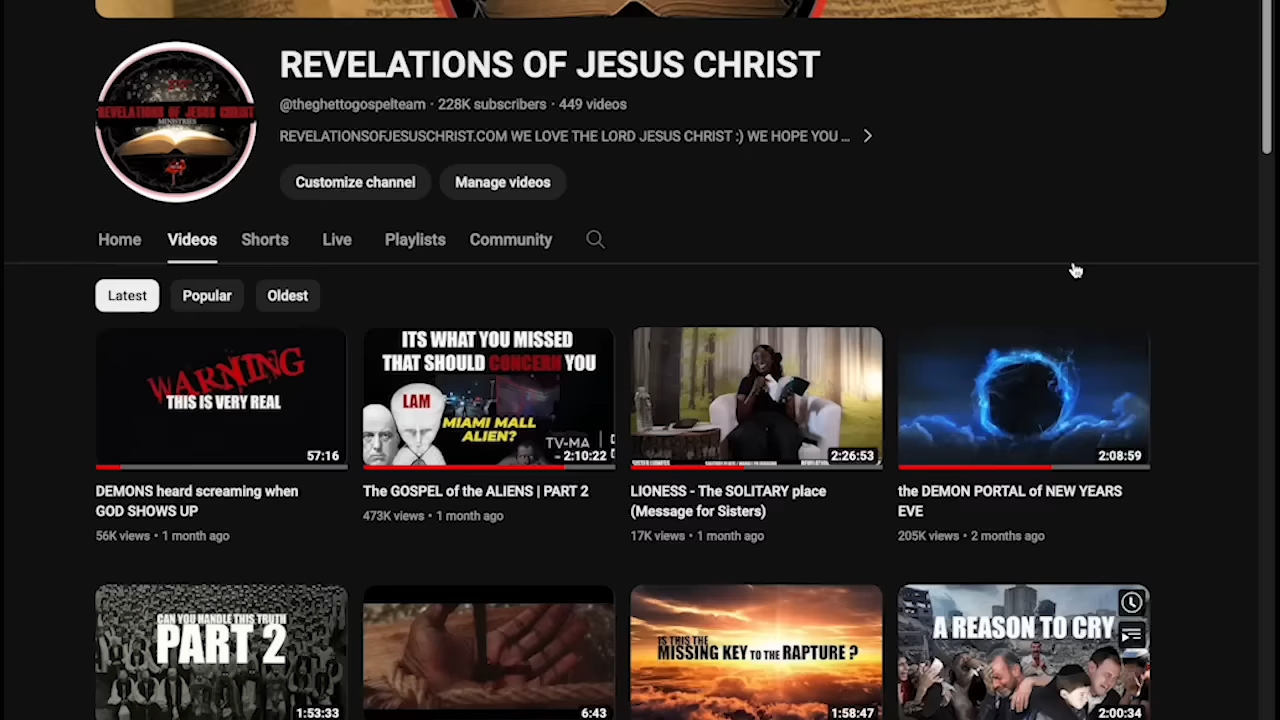 REVELATIONS OF JESUS CHRIST
MINISTRIES
REVELATIONS OF JESUS CHRIST
@theghettogospelteam · 228K subscribers · 449 videos
REVELATIONSOFJESUSCHRIST.COM WE LOVE THE LORD JESUS CHRIST :) WE HOPE YOU ...
Customize channel
Manage videos
Home
Videos
Shorts
Live
Playlists
Community
Latest
Popular
Oldest
WARNING
THIS IS VERY REAL
57:16
ITS WHAT YOU MISSED
THAT SHOULD CONCERN YOU
LAM
MIAMI MALL
ALIEN?
TV-MA
2:10:22
2:26:53
2:08:59
DEMONS heard screaming when
GOD SHOWS UP
56K views • 1 month ago
The GOSPEL of the ALIENS | PART 2
473K views • 1 month ago
LIONESS - The SOLITARY place
(Message for Sisters)
17K views • 1 month ago
the DEMON PORTAL of NEW YEARS
EVE
205K views • 2 months ago
CAN YOU HANDLE THIS TRUTH
PART 2
1:53:33
6:43
IS THIS THE
MISSING KEY TO THE RAPTURE ?
1:58:47
A REASON TO CRY
2:00:34